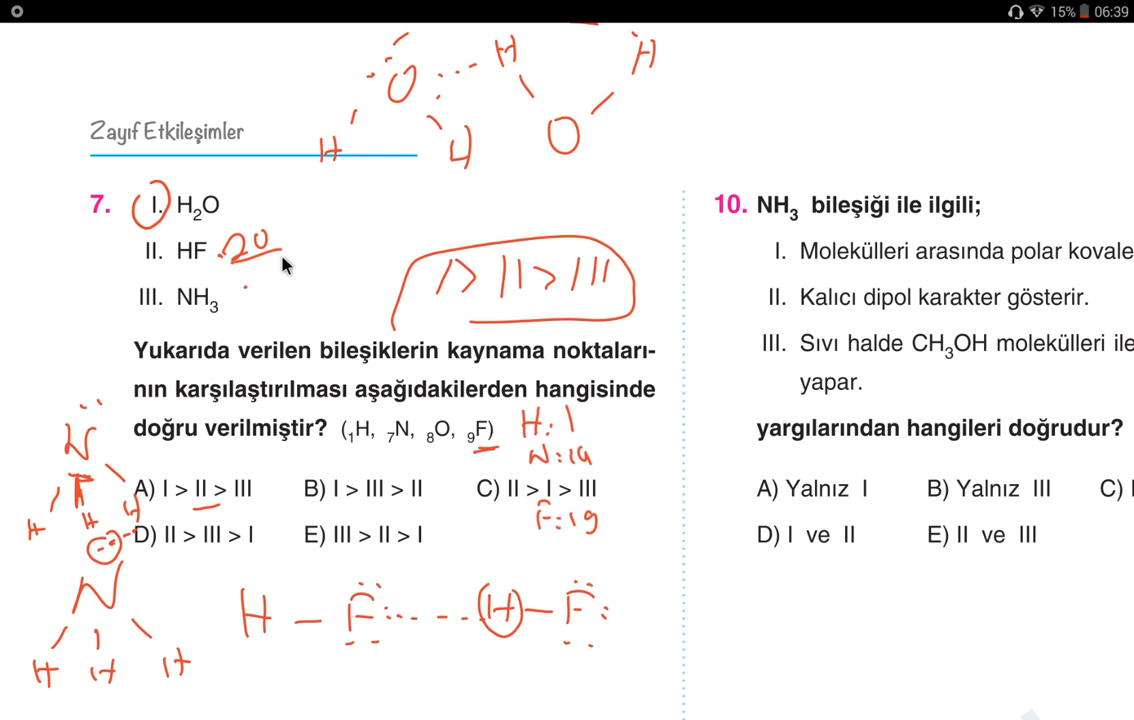 15% 06:39
O H H
H H O
Zayıf Etkileşimler
7. I. H₂O
II. HF 20
III. NH₃
I > II > III
Yukarıda verilen bileşiklerin kaynama noktaları-
nın karşılaştırılması aşağıdakilerden hangisinde
doğru verilmiştir? (₁H, ₇N, ₈O, ₉F)
H: 1
N: 14
F: 19
A) I > II > III B) I > III > II C) II > I > III
D) II > III > I E) III > II > I
N
H H H
N
H H H
H – F: ---- H – F:
10. NH₃ bileşiği ile ilgili;
I. Molekülleri arasında polar kovale
II. Kalıcı dipol karakter gösterir.
III. Sıvı halde CH₃OH molekülleri ile
yapar.
yargılarından hangileri doğrudur?
A) Yalnız I B) Yalnız III C)
D) I ve II E) II ve III